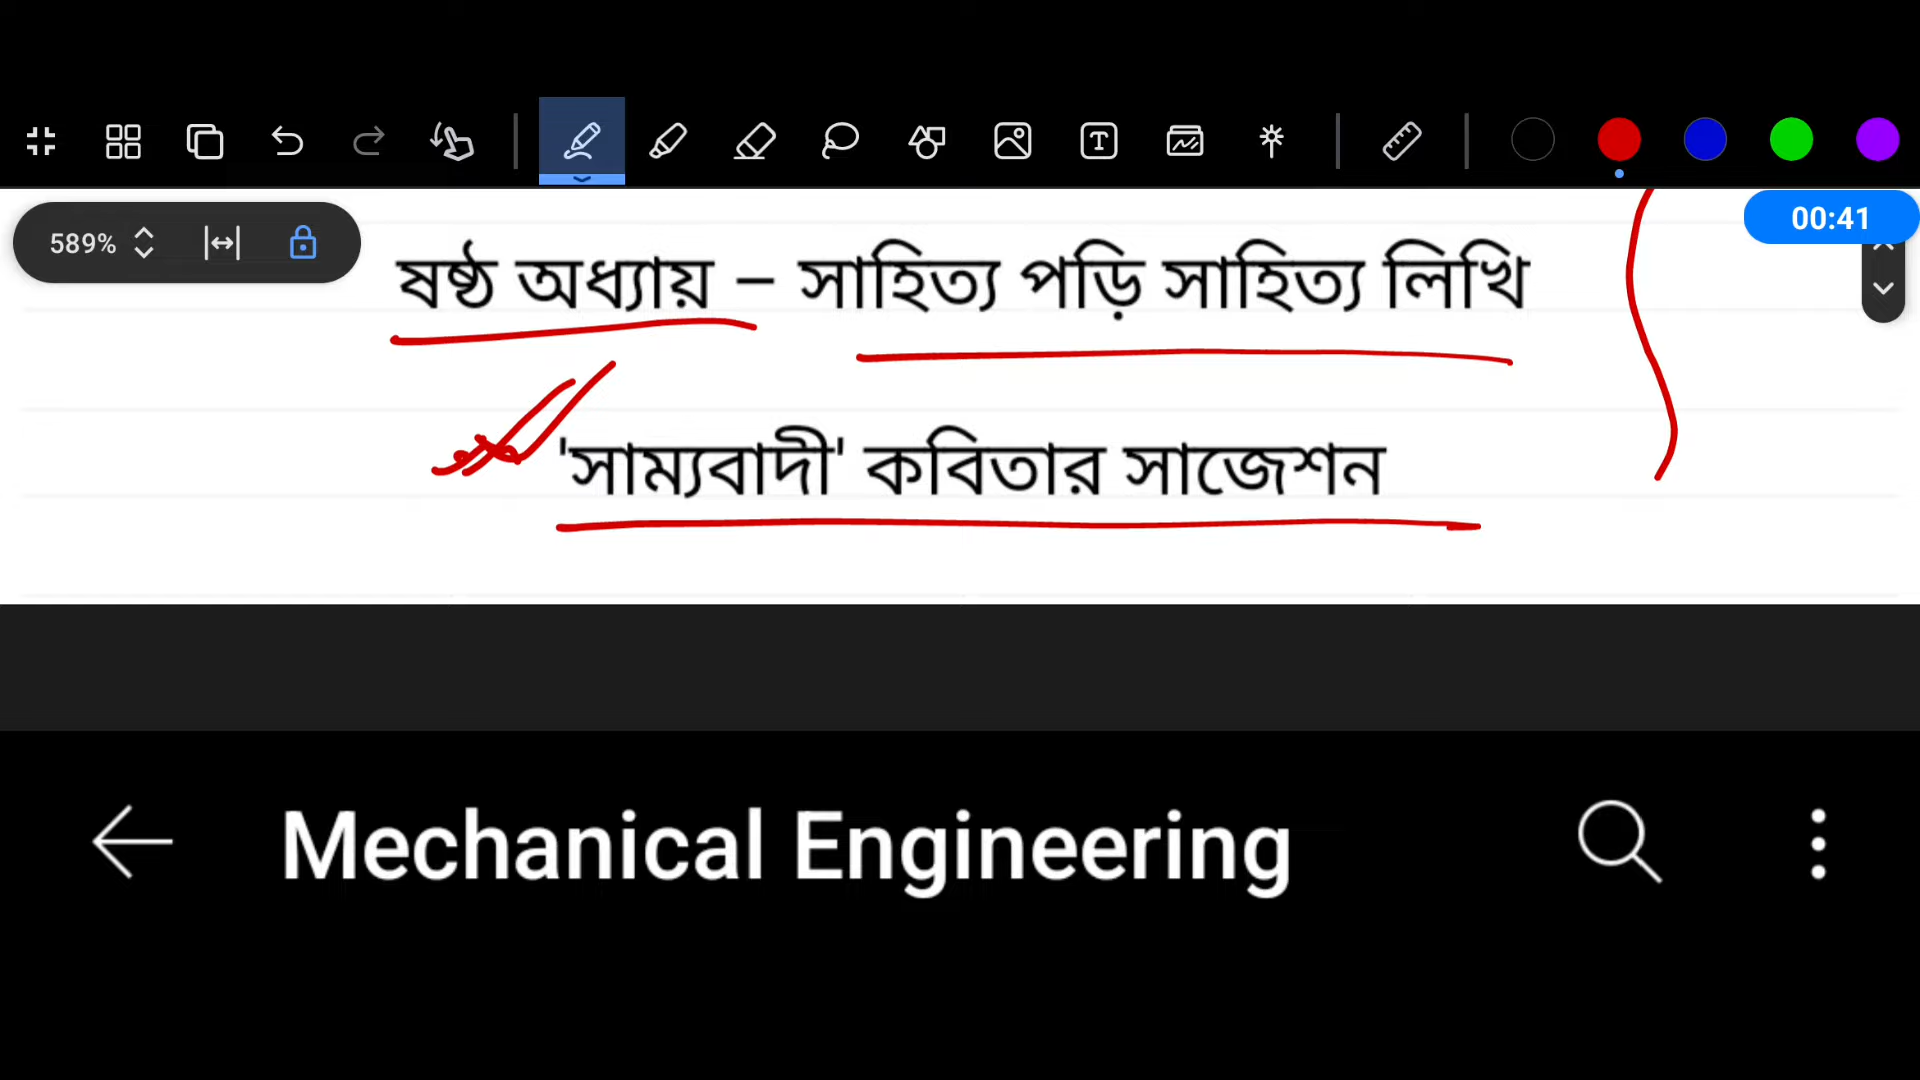 589%
00:41
ষষ্ঠ অধ্যায় – সাহিত্য পড়ি সাহিত্য লিখি
'সাম্যবাদী' কবিতার সাজেশন
Mechanical Engineering